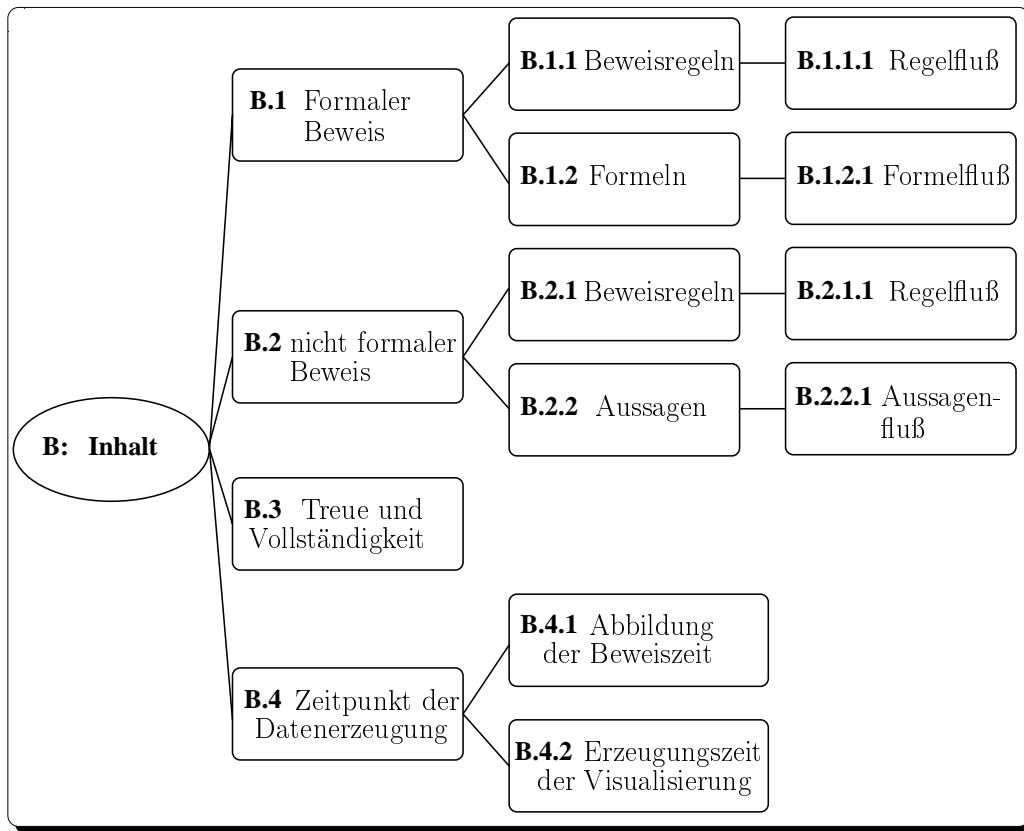 B: Inhalt
B.1 Formaler
Beweis
B.1.1 Beweisregeln
B.1.1.1 Regelfluß
B.1.2 Formeln
B.1.2.1 Formelfluß
B.2 nicht formaler
Beweis
B.2.1 Beweisregeln
B.2.1.1 Regelfluß
B.2.2 Aussagen
B.2.2.1 Aussagen-
fluß
B.3 Treue und
Vollständigkeit
B.4 Zeitpunkt der
Datenerzeugung
B.4.1 Abbildung
der Beweiszeit
B.4.2 Erzeugungszeit
der Visualisierung